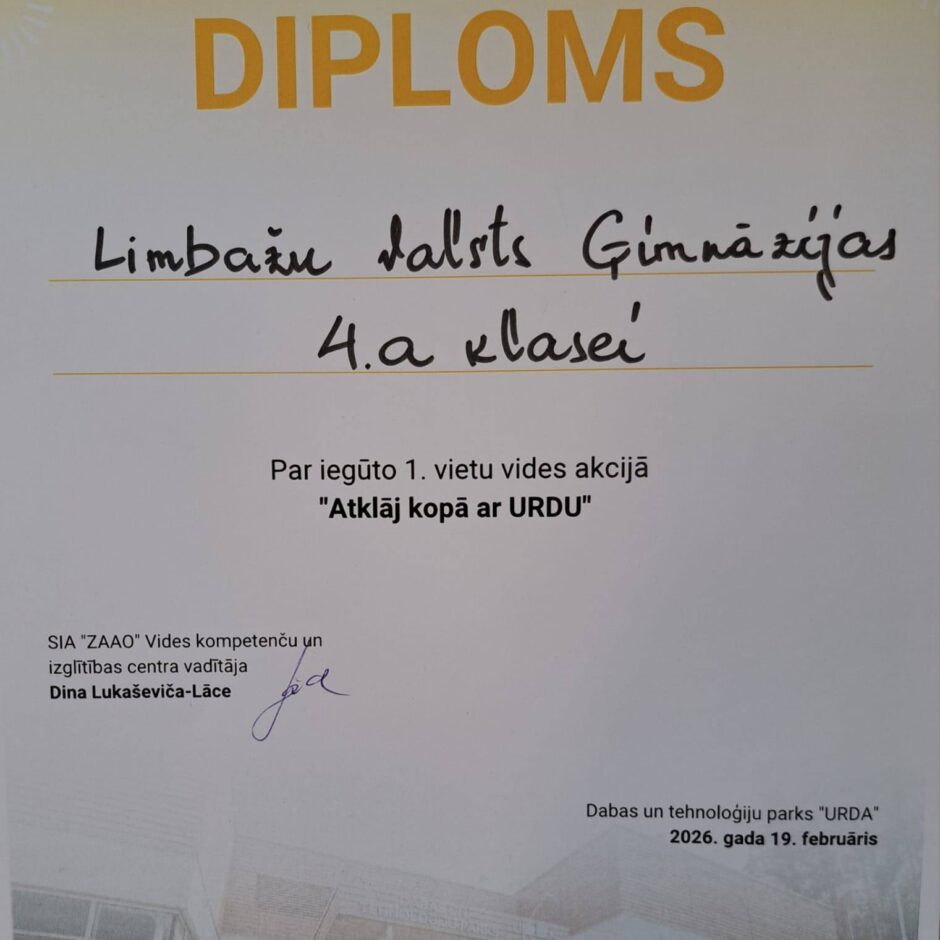 DIPLOMS
Limbažu Valsts Ģimnāzijas
4.a klasei
Par iegūto 1. vietu vides akcijā
"Atklāj kopā ar URDU"
SIA "ZAAO" Vides kompetenču un
izglītības centra vadītāja
Dina Lukaševiča-Lāce
Dabas un tehnoloģiju parks "URDA"
2026. gada 19. februāris